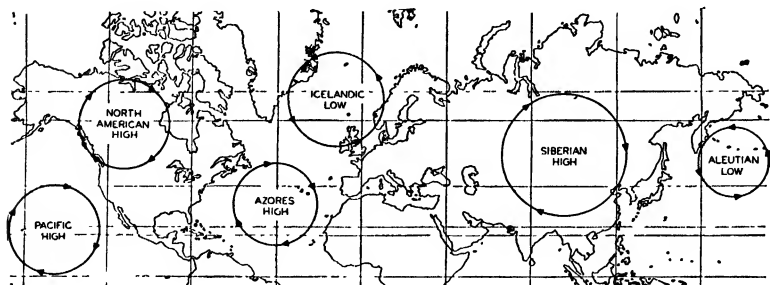 NORTH
AMERICAN
HIGH
ICELANDIC
LOW
SIBERIAN
HIGH
ALEUTIAN
LOW
AZORES
HIGH
PACIFIC
HIGH